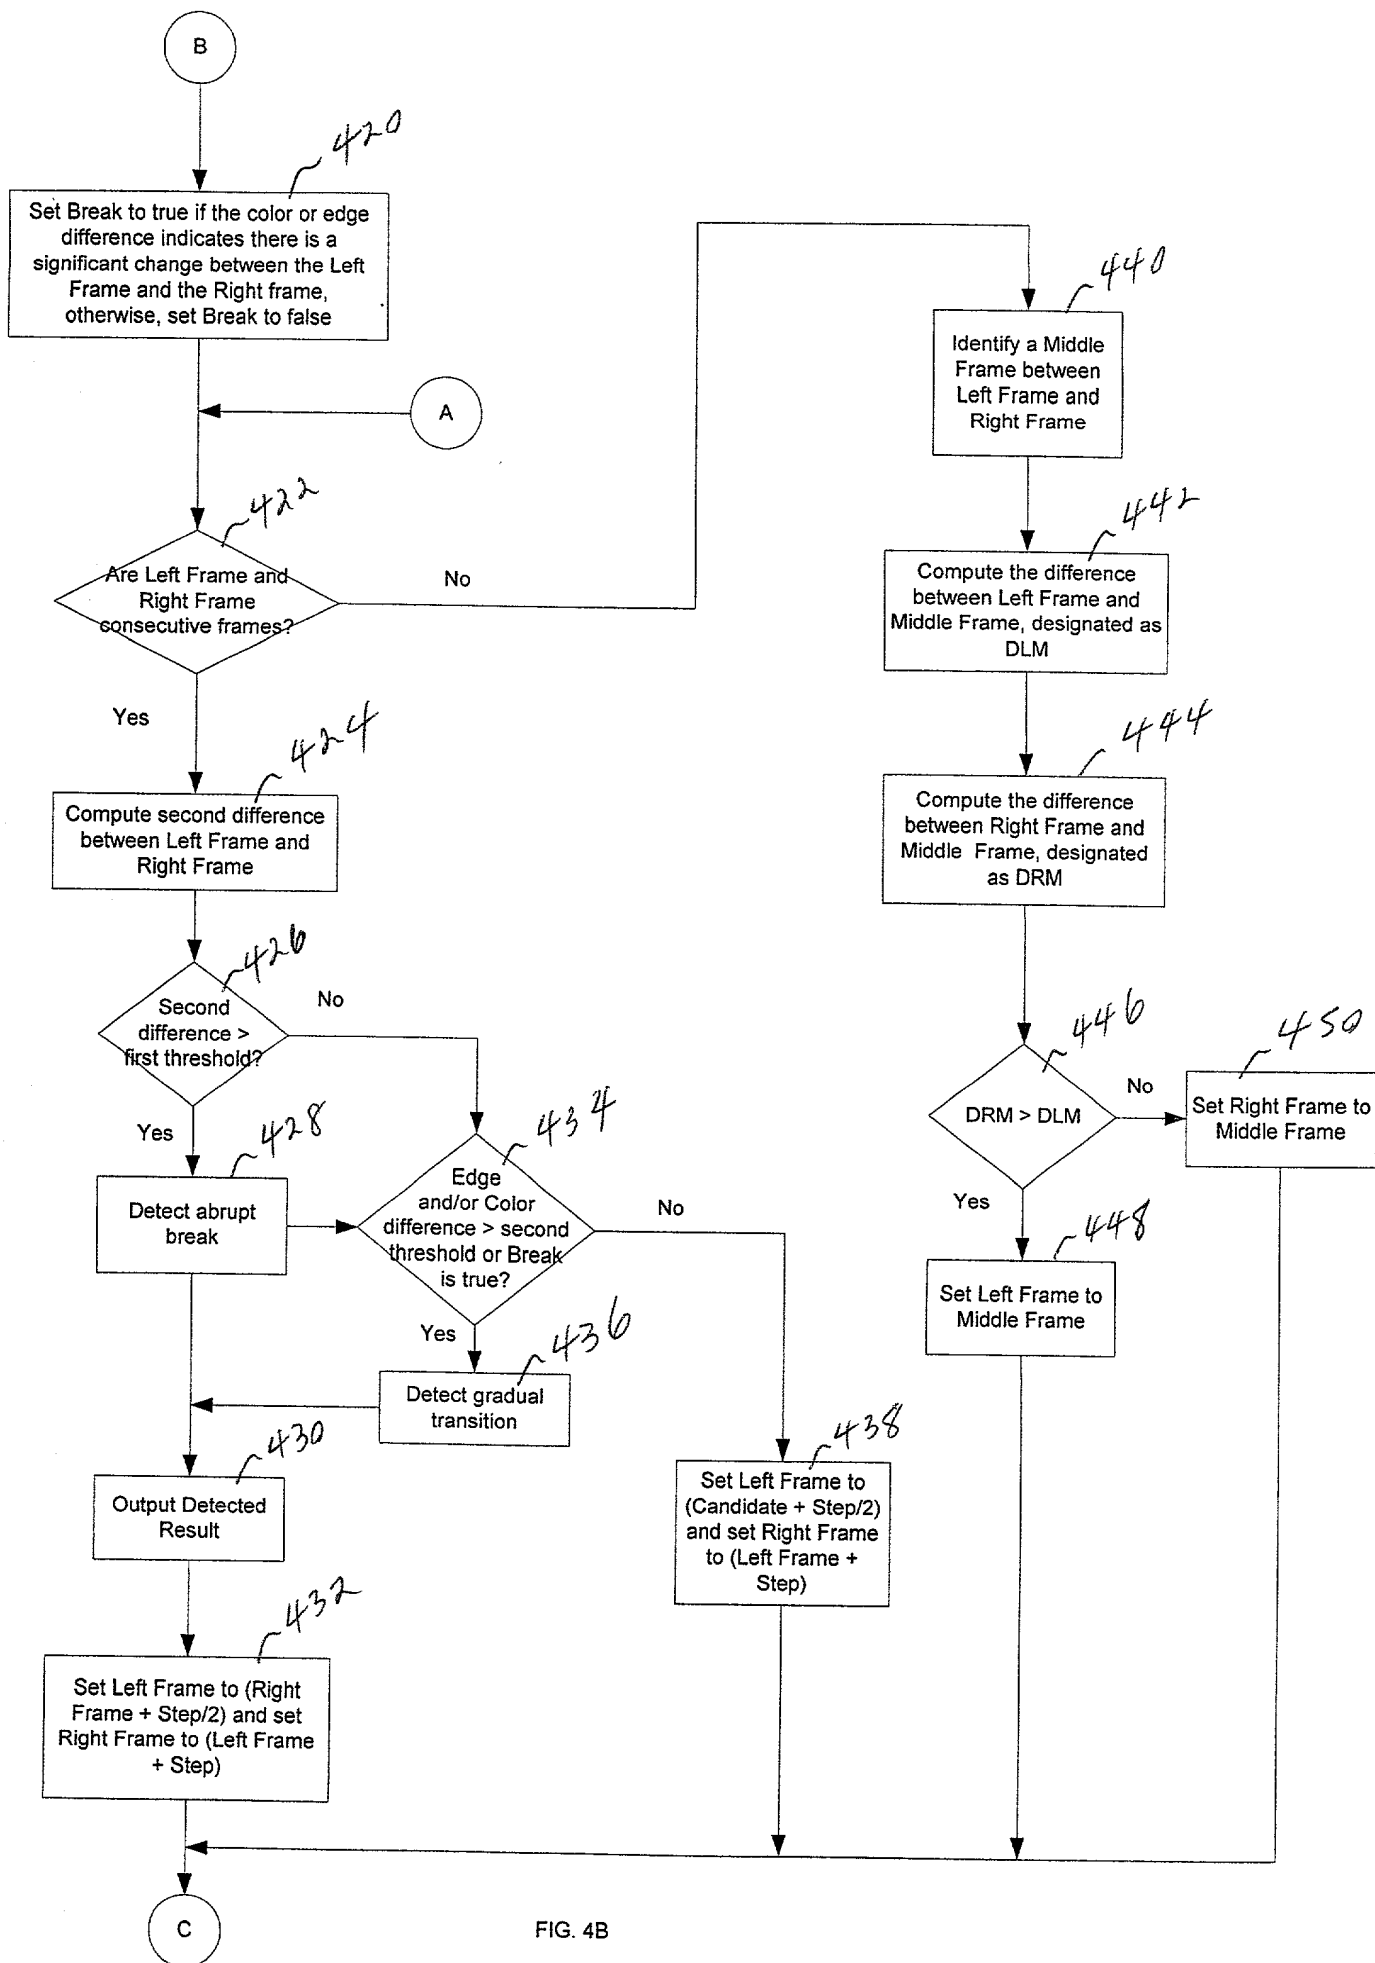 B
420
Set Break to true if the color or edge
difference indicates there is a
significant change between the Left
Frame and the Right frame,
otherwise, set Break to false
A
422
Are Left Frame and
Right Frame
consecutive frames?
No
Yes
424
Compute second difference
between Left Frame and
Right Frame
426
Second
difference >
first threshold?
No
Yes
428
Detect abrupt
break
434
Edge
and/or Color
difference > second
threshold or Break
is true?
No
Yes
436
Detect gradual
transition
430
Output Detected
Result
432
Set Left Frame to (Right
Frame + Step/2) and set
Right Frame to (Left Frame
+ Step)
438
Set Left Frame to
(Candidate + Step/2)
and set Right Frame
to (Left Frame +
Step)
440
Identify a Middle
Frame between
Left Frame and
Right Frame
442
Compute the difference
between Left Frame and
Middle Frame, designated as
DLM
444
Compute the difference
between Right Frame and
Middle Frame, designated
as DRM
446
DRM > DLM
No
450
Set Right Frame to
Middle Frame
Yes
448
Set Left Frame to
Middle Frame
C
FIG. 4B